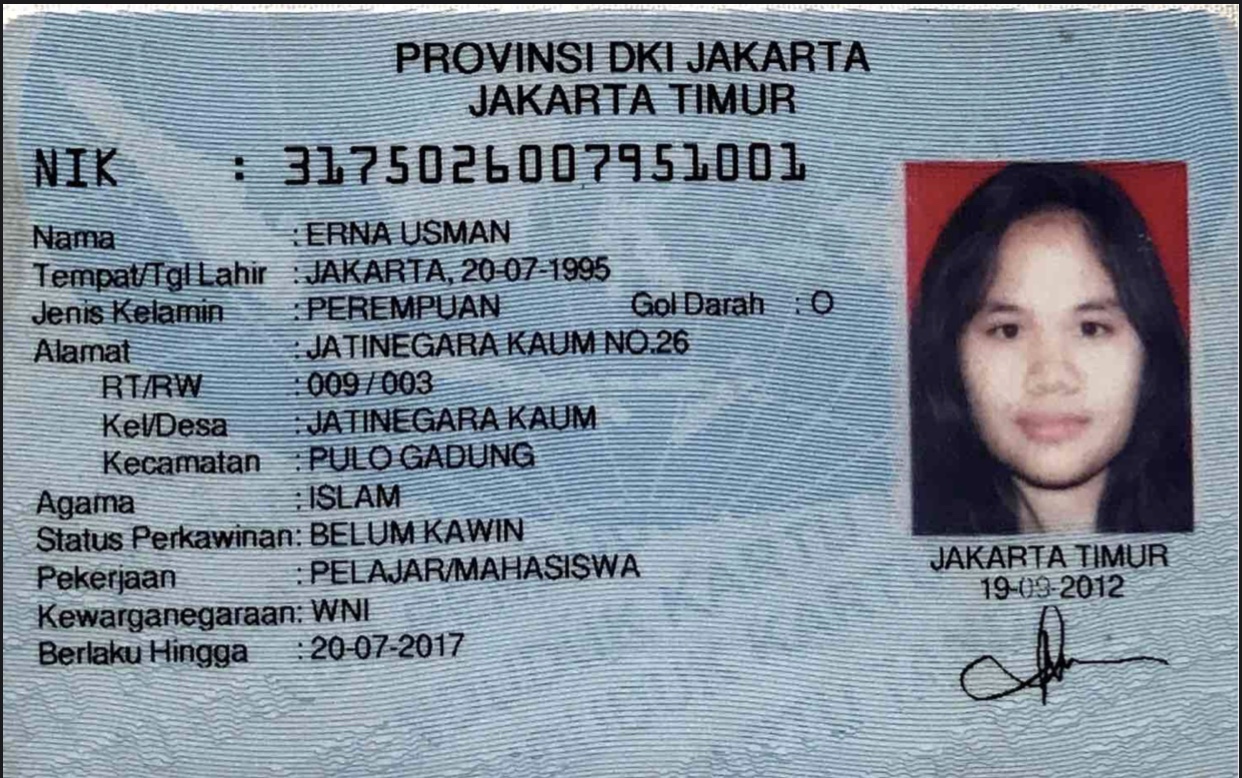 PROVINSI DKI JAKARTA
JAKARTA TIMUR
NIK : 3175026007951001
Nama : ERNA USMAN
Tempat/Tgl Lahir : JAKARTA, 20-07-1995
Jenis Kelamin : PEREMPUAN Gol Darah : O
Alamat : JATINEGARA KAUM NO.26
RT/RW : 009 / 003
Kel/Desa : JATINEGARA KAUM
Kecamatan : PULO GADUNG
Agama : ISLAM
Status Perkawinan: BELUM KAWIN
Pekerjaan : PELAJAR/MAHASISWA
Kewarganegaraan: WNI
Berlaku Hingga : 20-07-2017
JAKARTA TIMUR
19-09-2012